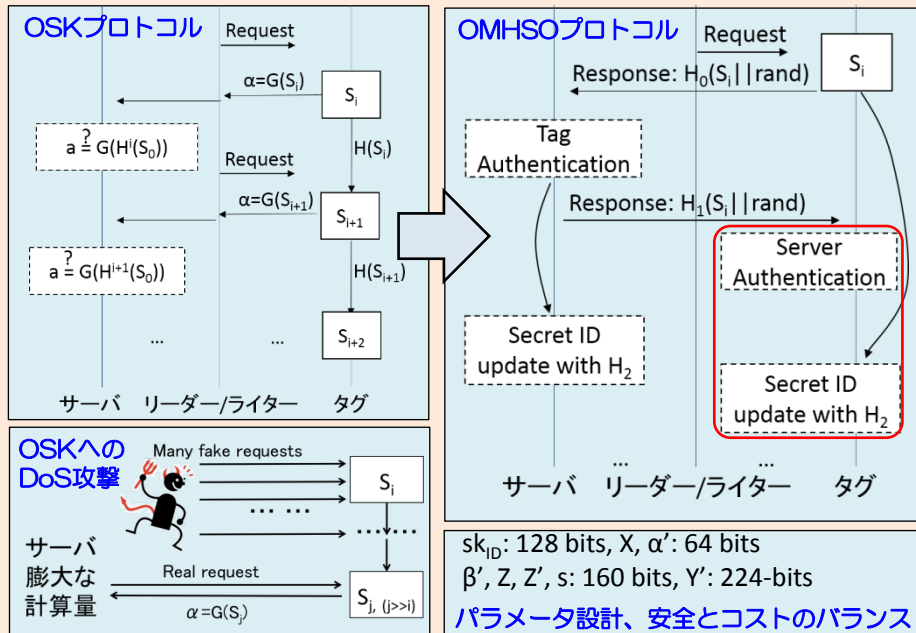 OSKプロトコル
Request
α=G(Sᵢ)
Sᵢ
a ≟ G(Hⁱ(S₀))
H(Sᵢ)
Request
α=G(Sᵢ₊₁)
Sᵢ₊₁
a ≟ G(Hⁱ⁺¹(S₀))
H(Sᵢ₊₁)
... ...
Sᵢ₊₂
サーバ リーダー/ライター タグ
OSKへの
DoS攻撃
Many fake requests
Sᵢ
... ...
... ...
サーバ
膨大な
計算量
Real request
α=G(Sⱼ)
Sⱼ, (j>>i)
OMHSOプロトコル
Request
Response: H₀(Sᵢ||rand)
Sᵢ
Tag
Authentication
Response: H₁(Sᵢ||rand)
Server
Authentication
Secret ID
update with H₂
Secret ID
update with H₂
... ...
サーバ リーダー/ライター タグ
sk_ID: 128 bits, X, α’: 64 bits
β’, Z, Z’, s: 160 bits, Y’: 224-bits
パラメータ設計、安全とコストのバランス